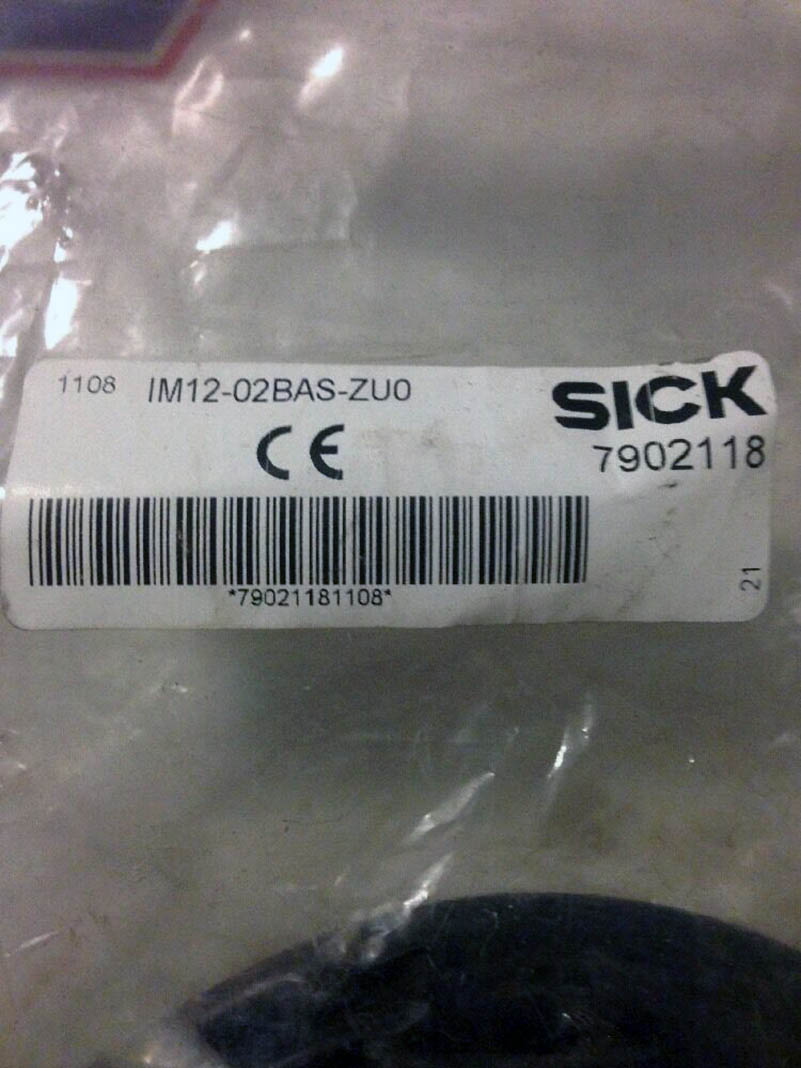 1108 IM12-02BAS-ZU0
SICK
CE
7902118
*79021181108*
21